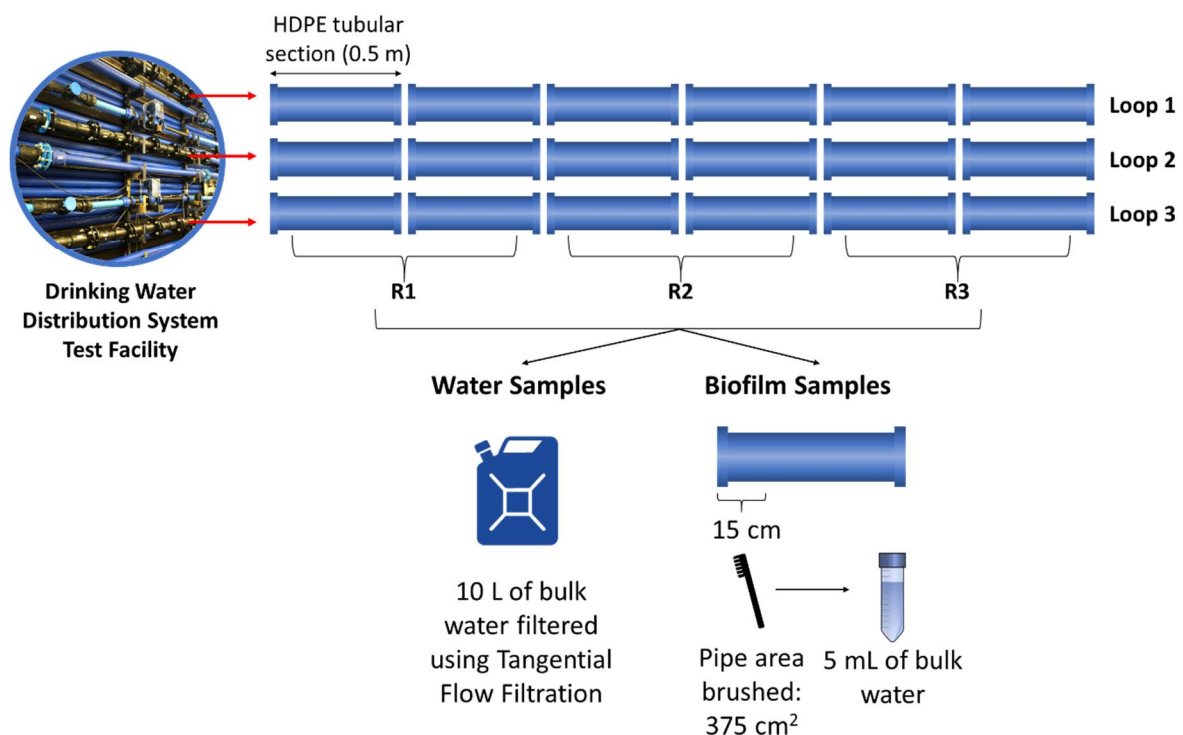 HDPE tubular
section (0.5 m)
Loop 1
Loop 2
Loop 3
R1
R2
R3
Drinking Water
Distribution System
Test Facility
Water Samples
Biofilm Samples
15 cm
10 L of bulk
water filtered
using Tangential
Flow Filtration
Pipe area
brushed:
375 cm²
5 mL of bulk
water